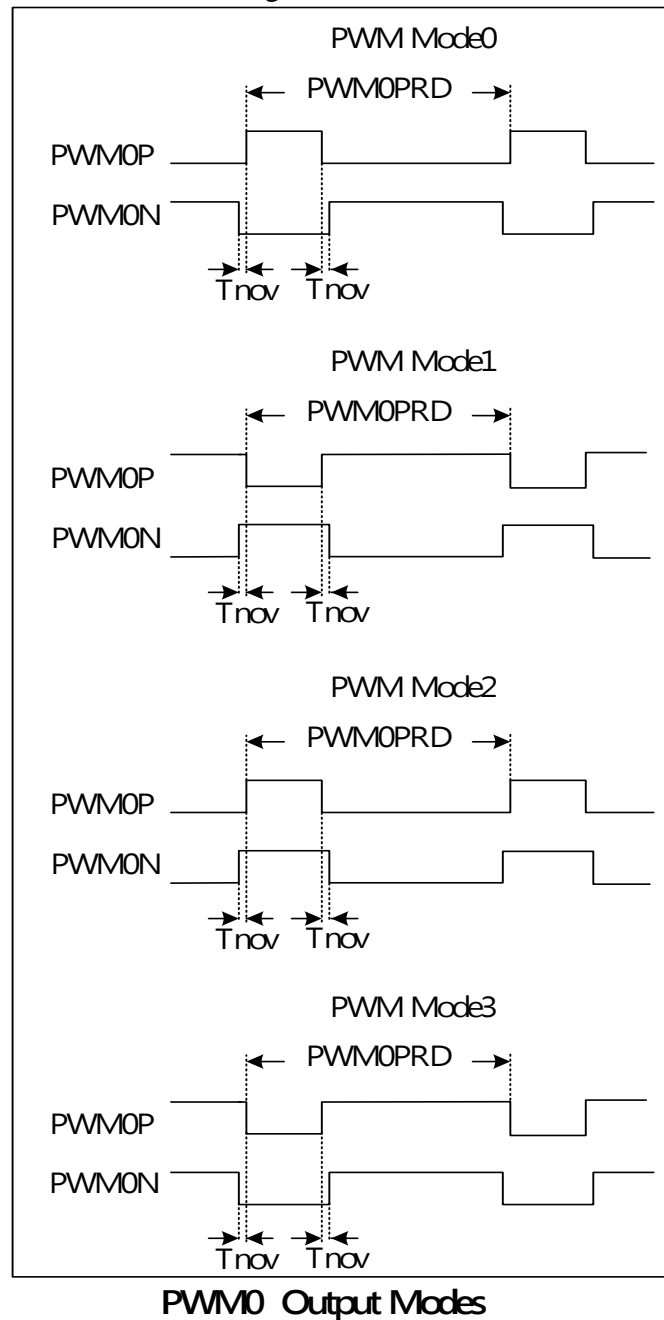 PWM Mode0
PWM0PRD
PWM0P
PWM0N
Tnov Tnov
PWM Mode1
PWM0PRD
PWM0P
PWM0N
Tnov Tnov
PWM Mode2
PWM0PRD
PWM0P
PWM0N
Tnov Tnov
PWM Mode3
PWM0PRD
PWM0P
PWM0N
Tnov Tnov
PWM0 Output Modes